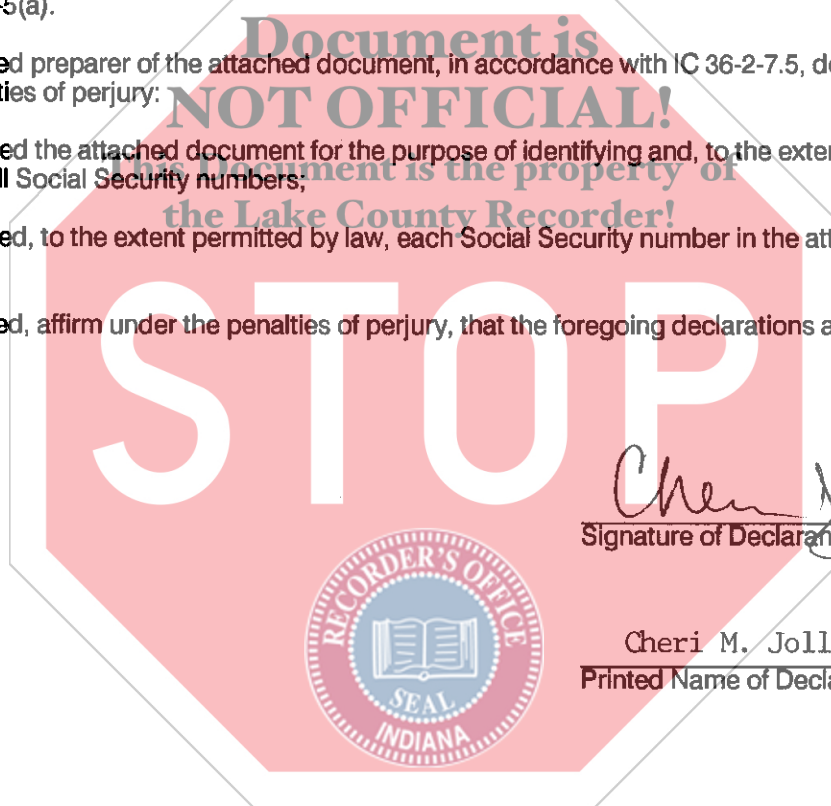 5(a).
Document is
ed preparer of the attached document, in accordance with IC 36-2-7.5, de
ties of perjury:
NOT OFFICIAL!
ed the attached document for the purpose of identifying and, to the exten
This Document is the property of
ll Social Security numbers;
the Lake County Recorder!
ed, to the extent permitted by law, each Social Security number in the att
ed, affirm under the penalties of perjury, that the foregoing declarations a
STOP
Cheri
Signature of Declaran
RECORDER'S OFFICE
SEAL
INDIANA
Cheri M. Joll
Printed Name of Decla